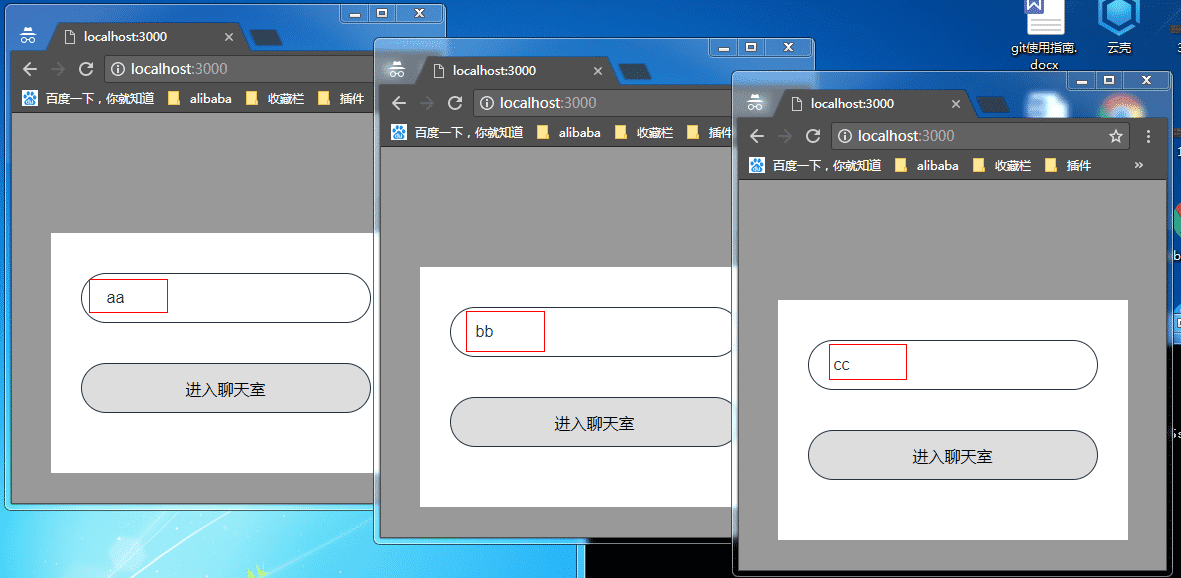 localhost:3000
localhost:3000
百度一下，你就知道 alibaba 收藏栏 插件
aa
进入聊天室
localhost:3000
localhost:3000
百度一下，你就知道 alibaba 收藏栏 插件
bb
进入聊天室
localhost:3000
localhost:3000
百度一下，你就知道 alibaba 收藏栏 插件 »
cc
进入聊天室
git使用指南.
docx
云壳